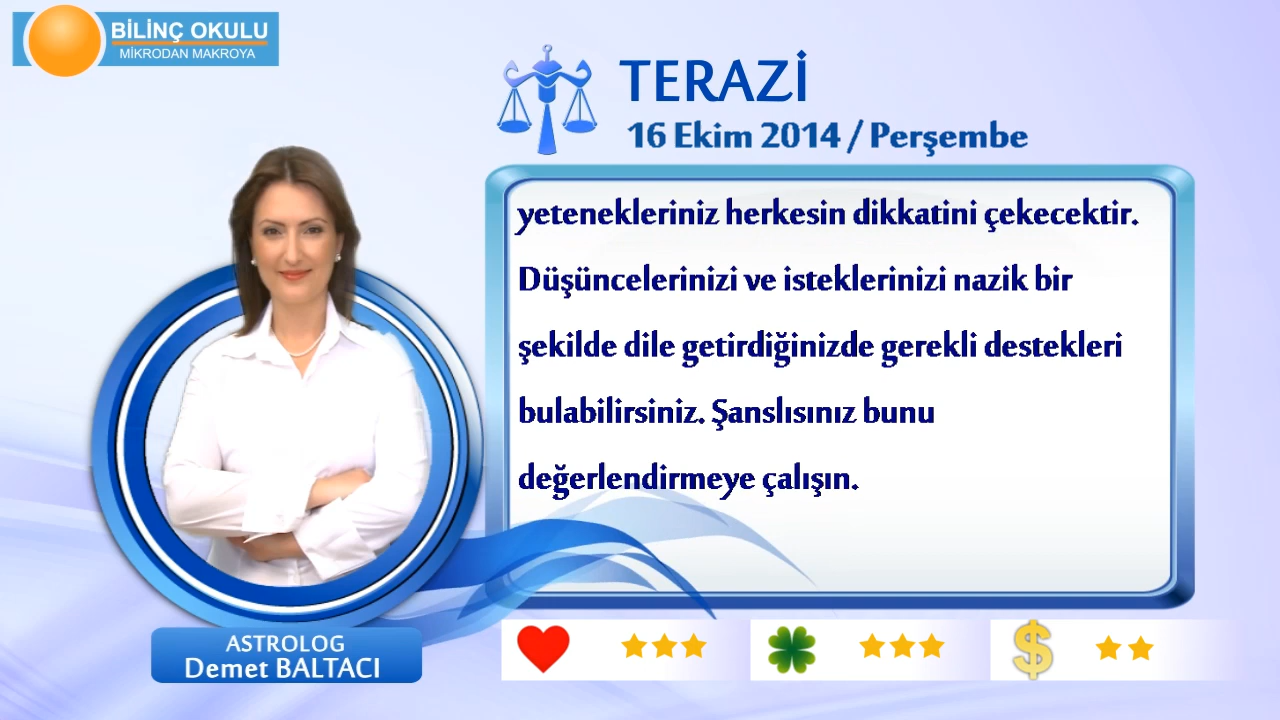 BİLİNÇ OKULU
MİKRODAN MAKROYA
TERAZİ
16 Ekim 2014 / Perşembe
yetenekleriniz herkesin dikkatini çekecektir.
Düşüncelerinizi ve isteklerinizi nazik bir
şekilde dile getirdiğinizde gerekli destekleri
bulabilirsiniz. Şanslısınız bunu
değerlendirmeye çalışın.
ASTROLOG
Demet BALTACI